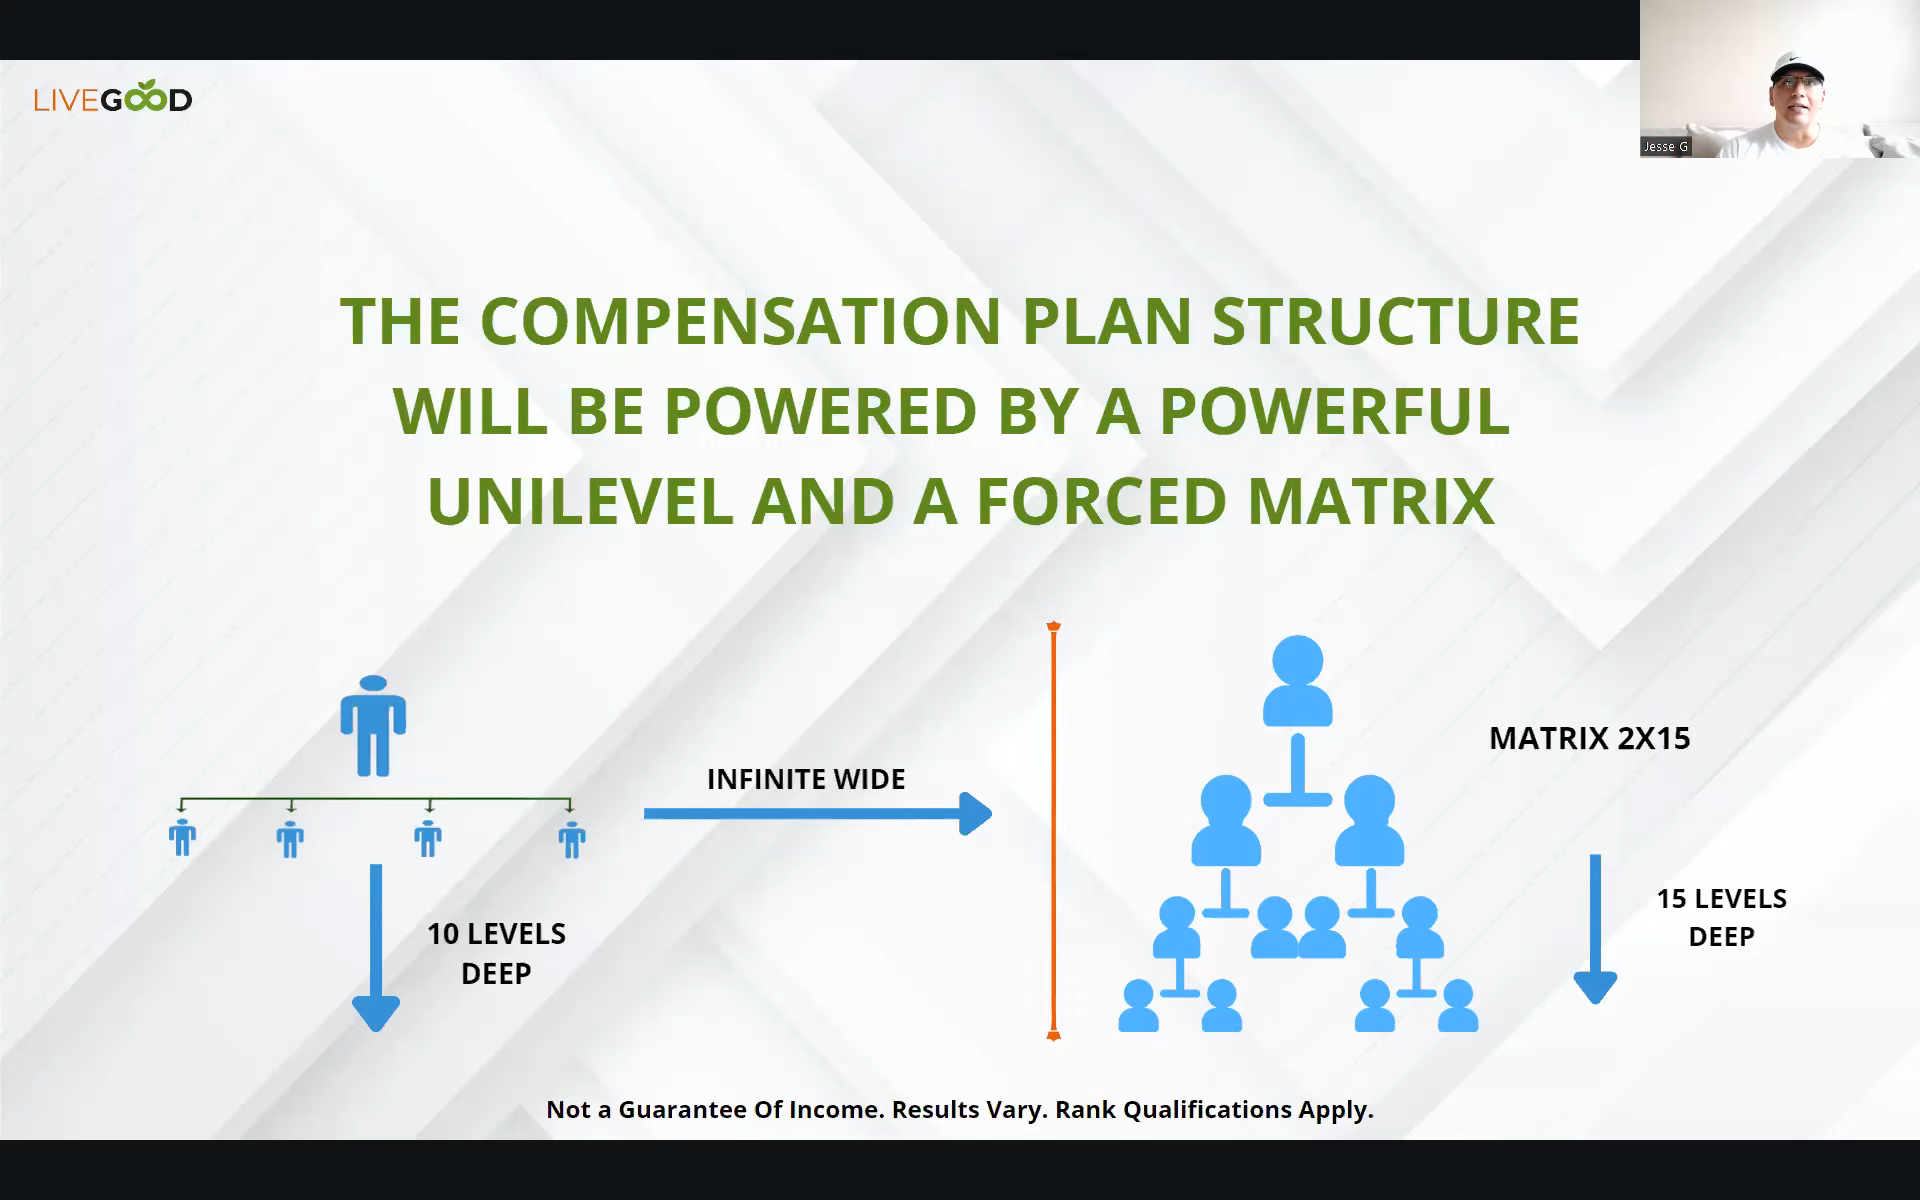 LIVEGOOD
Jesse G
THE COMPENSATION PLAN STRUCTURE
WILL BE POWERED BY A POWERFUL
UNILEVEL AND A FORCED MATRIX
INFINITE WIDE
10 LEVELS
DEEP
MATRIX 2X15
15 LEVELS
DEEP
Not a Guarantee Of Income. Results Vary. Rank Qualifications Apply.